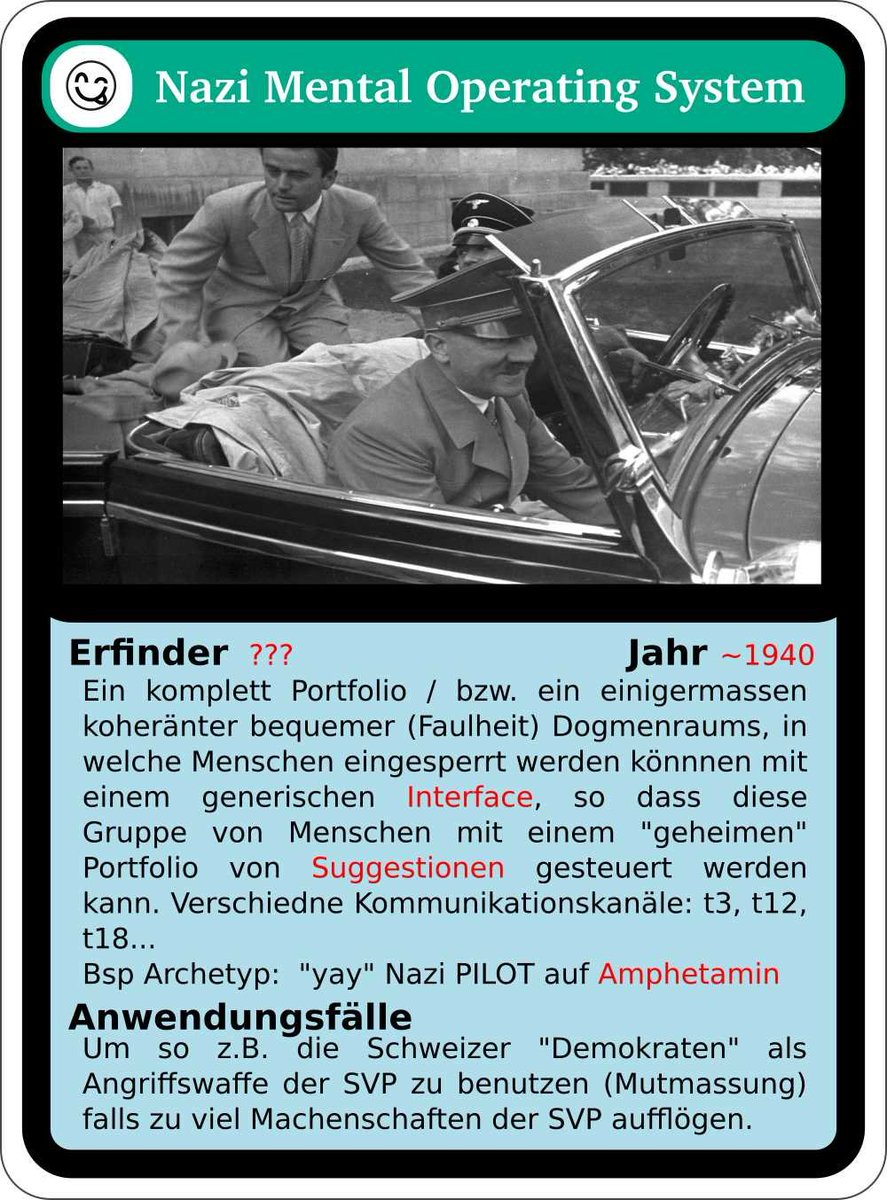 Nazi Mental Operating System
Erfinder ??? Jahr ~1940
Ein komplett Portfolio / bzw. ein einigermassen
koheränter bequemer (Faulheit) Dogmenraums, in
welche Menschen eingesperrt werden könnnen mit
einem generischen Interface, so dass diese
Gruppe von Menschen mit einem "geheimen"
Portfolio von Suggestionen gesteuert werden
kann. Verschiedne Kommunikationskanäle: t3, t12,
t18...
Bsp Archetyp: "yay" Nazi PILOT auf Amphetamin
Anwendungsfälle
Um so z.B. die Schweizer "Demokraten" als
Angriffswaffe der SVP zu benutzen (Mutmassung)
falls zu viel Machenschaften der SVP aufflögen.